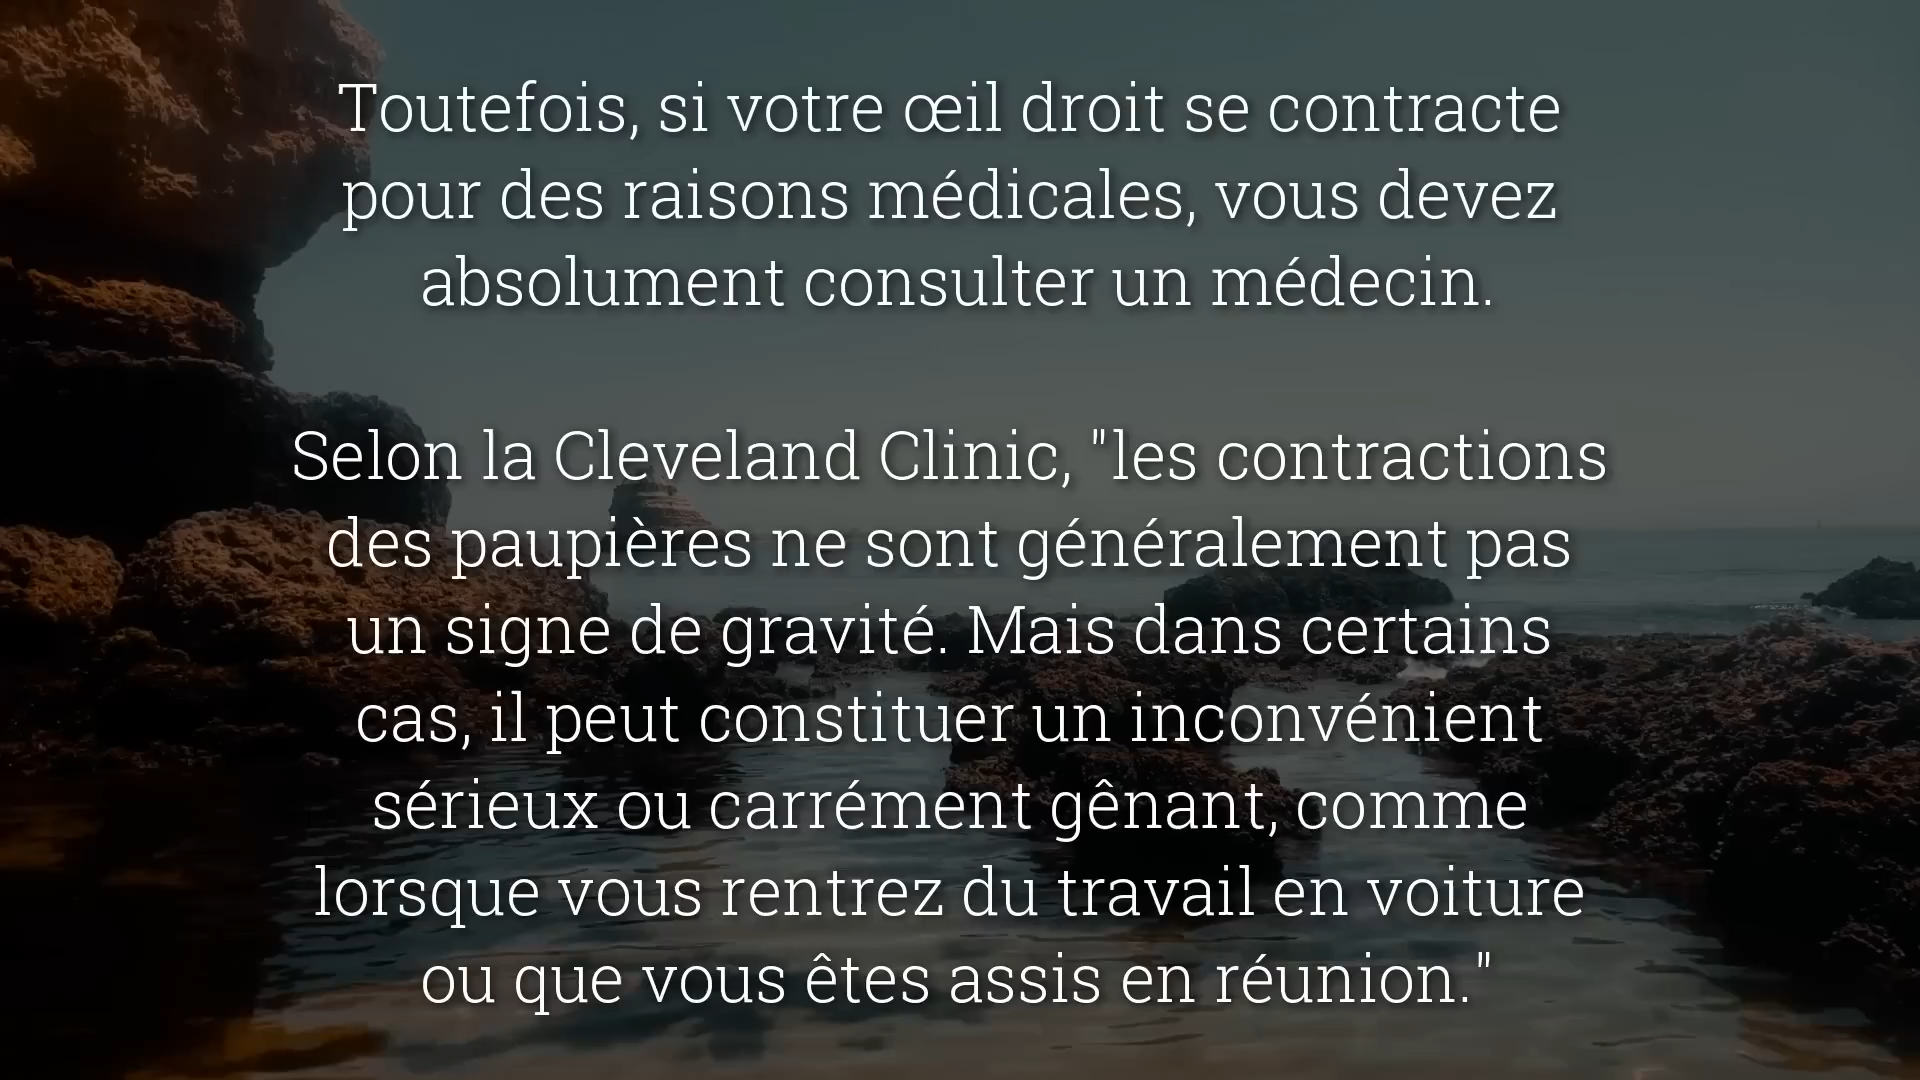 Toutefois, si votre œil droit se contracte
pour des raisons médicales, vous devez
absolument consulter un médecin.
Selon la Cleveland Clinic, "les contractions
des paupières ne sont généralement pas
un signe de gravité. Mais dans certains
cas, il peut constituer un inconvénient
sérieux ou carrément gênant, comme
lorsque vous rentrez du travail en voiture
ou que vous êtes assis en réunion."